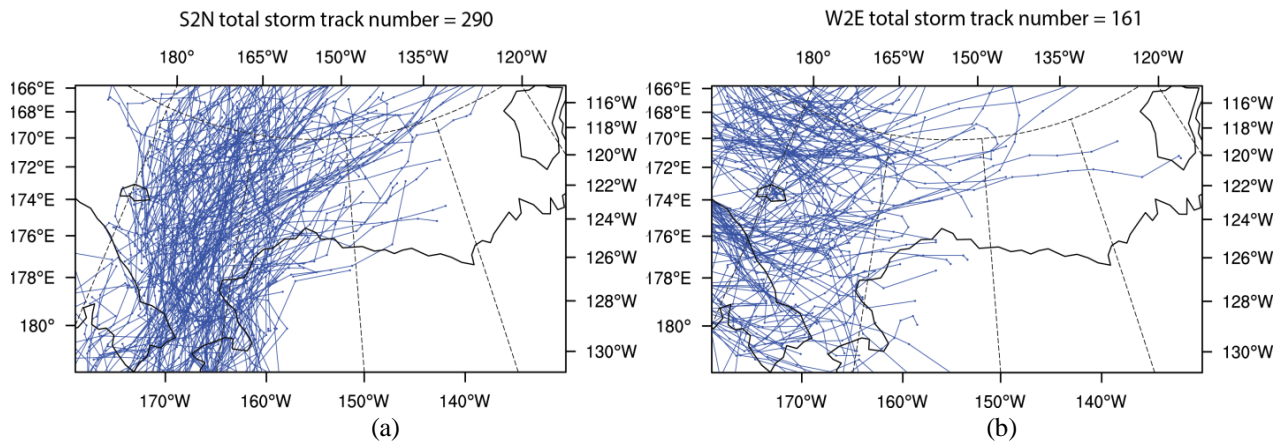 S2N total storm track number = 290
W2E total storm track number = 161
180° 165°W 150°W 135°W 120°W
166°E
168°E
170°E
172°E
174°E
176°E
178°E
180°
116°W
118°W
120°W
122°W
124°W
126°W
128°W
130°W
170°W 160°W 150°W 140°W
(a)
180° 165°W 150°W 135°W 120°W
166°E
168°E
170°E
172°E
174°E
176°E
178°E
180°
116°W
118°W
120°W
122°W
124°W
126°W
128°W
130°W
170°W 160°W 150°W 140°W
(b)